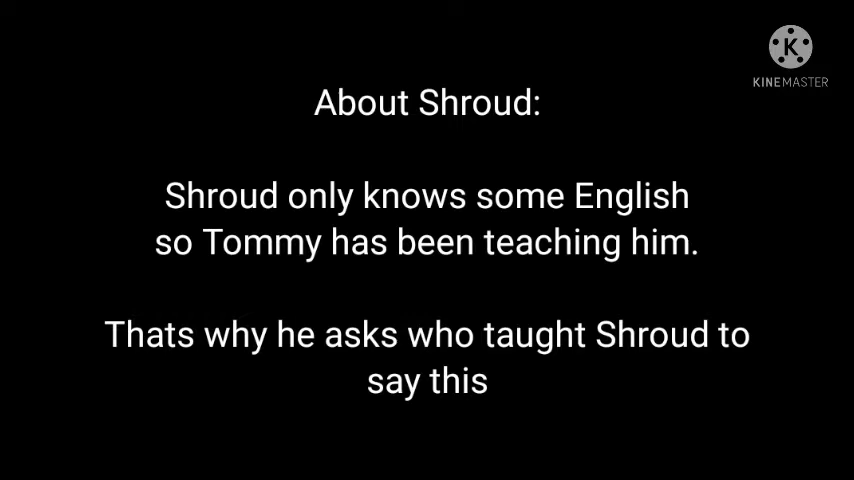 KINEMASTER
About Shroud:
Shroud only knows some English
so Tommy has been teaching him.
Thats why he asks who taught Shroud to
say this